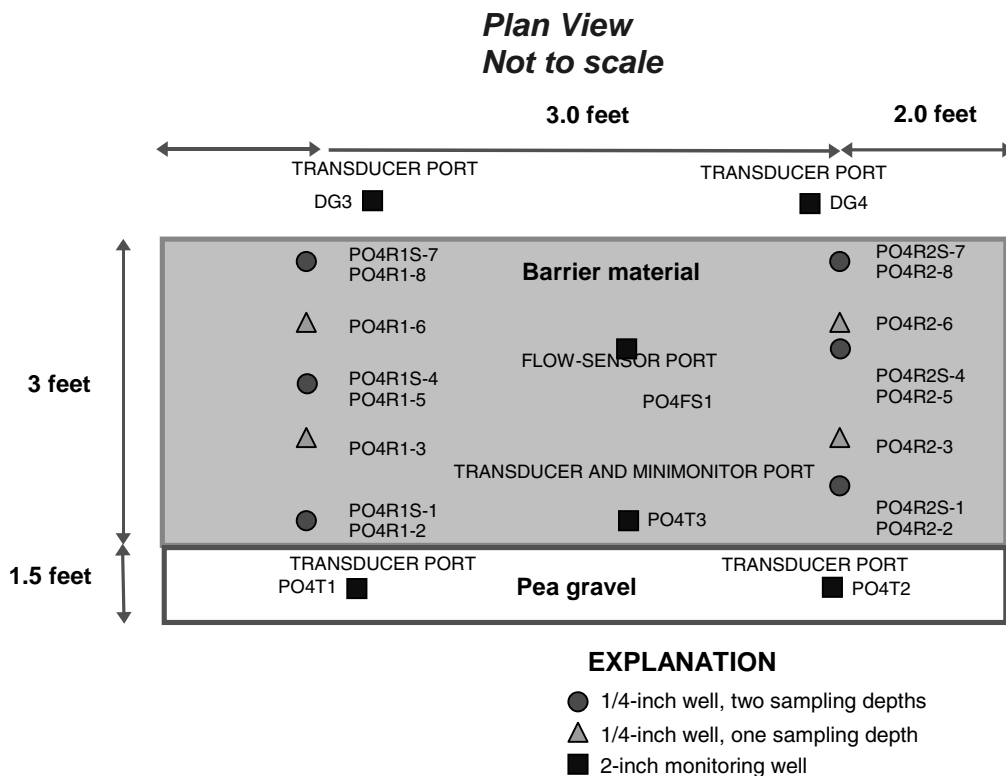 Plan View
Not to scale
3.0 feet
2.0 feet
TRANSDUCER PORT
TRANSDUCER PORT
DG3
DG4
PO4R1S-7
PO4R1-8
Barrier material
PO4R2S-7
PO4R2-8
PO4R1-6
PO4R2-6
FLOW-SENSOR PORT
3 feet
PO4R1S-4
PO4R1-5
PO4FS1
PO4R2S-4
PO4R2-5
PO4R1-3
PO4R2-3
TRANSDUCER AND MINIMONITOR PORT
PO4R1S-1
PO4R1-2
PO4T3
PO4R2S-1
PO4R2-2
1.5 feet
TRANSDUCER PORT
PO4T1
Pea gravel
TRANSDUCER PORT
PO4T2
EXPLANATION
1/4-inch well, two sampling depths
1/4-inch well, one sampling depth
2-inch monitoring well